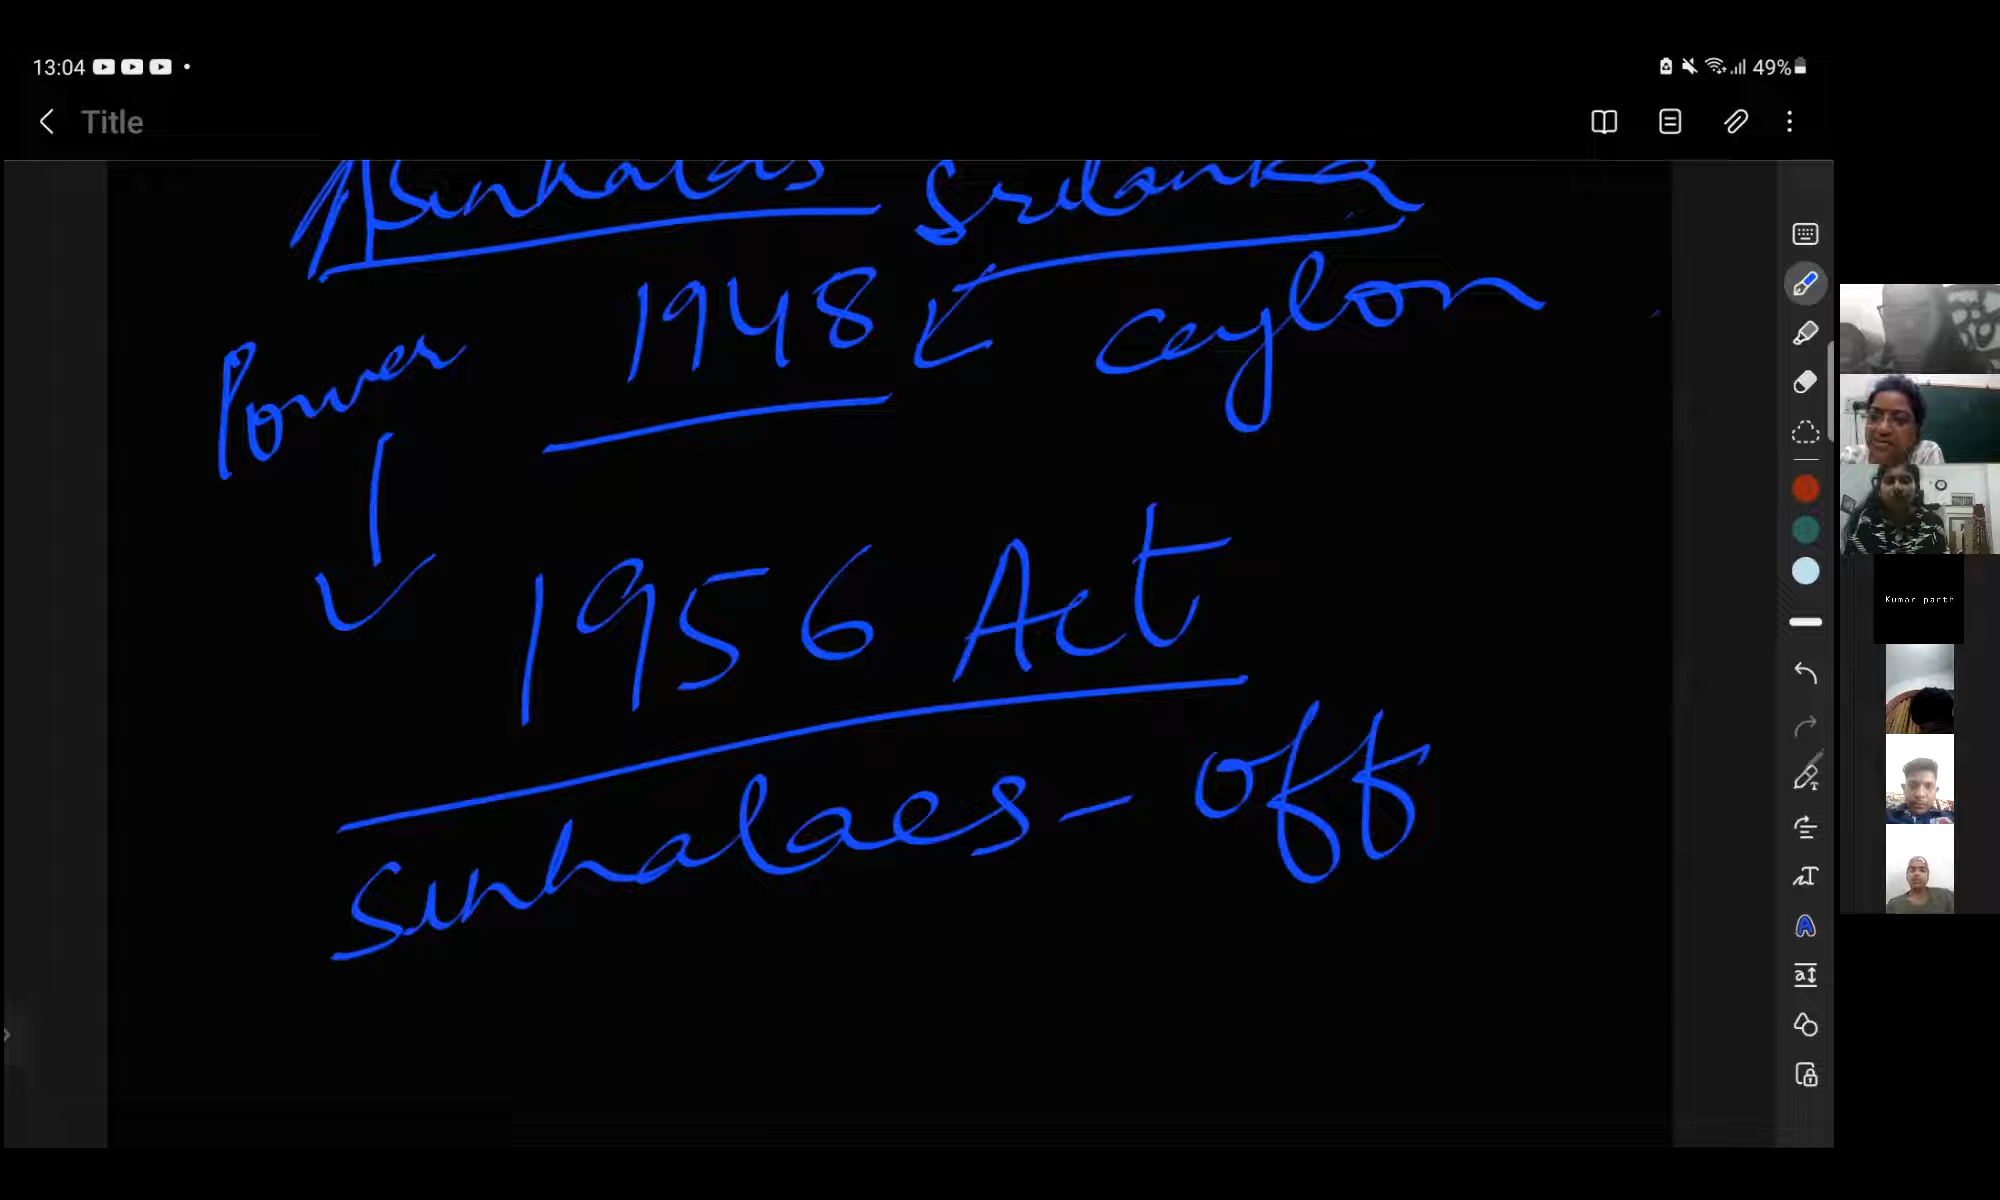 13:04
49%
Title
Sinhalas Srilanka
1948 Ceylon
Power
1956 Act
Sinhalaes - off
Kumar parth